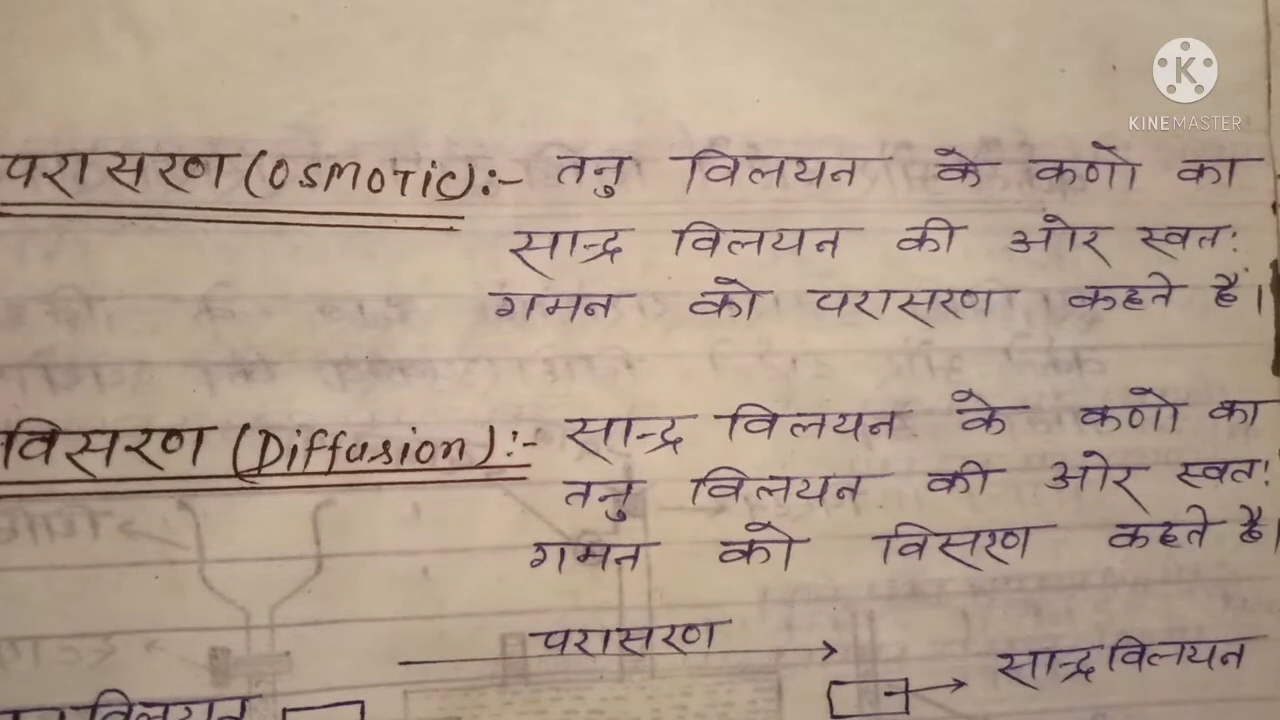 KINEMASTER
परासरण (OSMOTIC):- तनु विलयन के कणो का
सान्द्र विलयन की ओर स्वतः
गमन को परासरण कहते हैं।
विसरण (Diffusion):- सान्द्र विलयन के कणो का
तनु विलयन की ओर स्वतः
गमन को विसरण कहते है।
परासरण
सान्द्र विलयन
विलयन